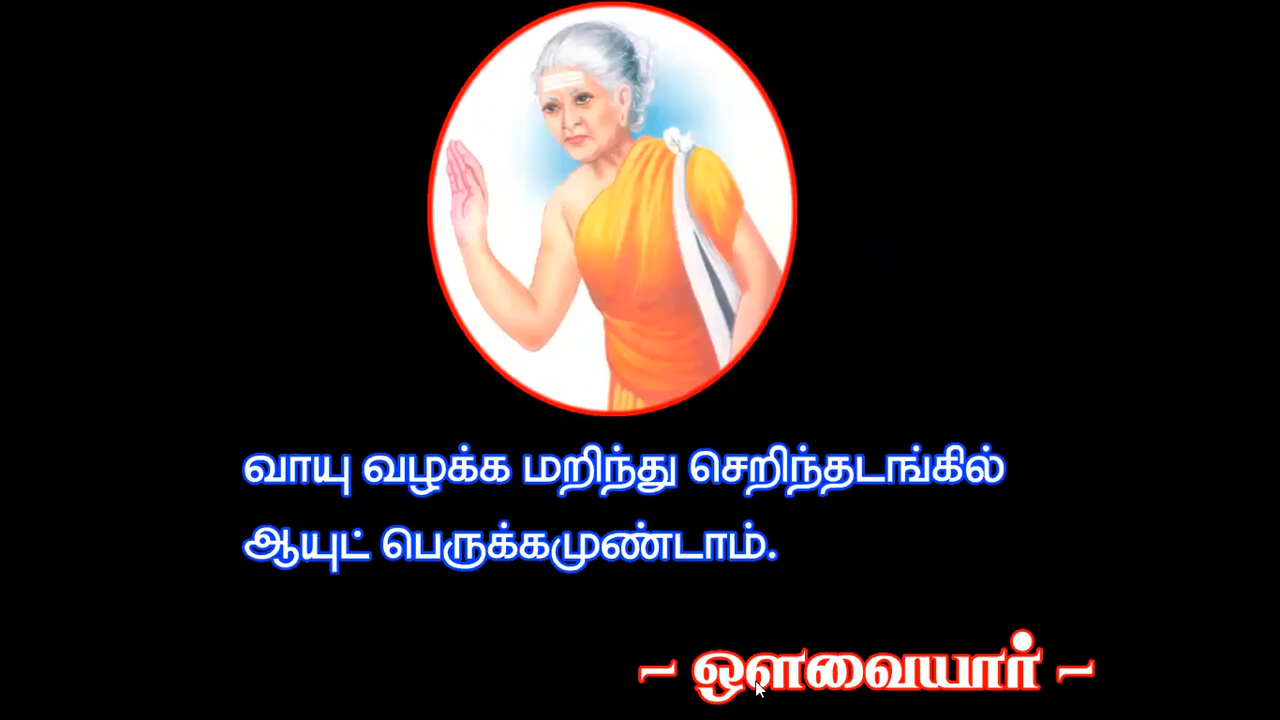 வாயு வழக்க மறிந்து செறிந்தடங்கில்
ஆயுட் பெருக்கமுண்டாம்.
~ ஔவையார் ~